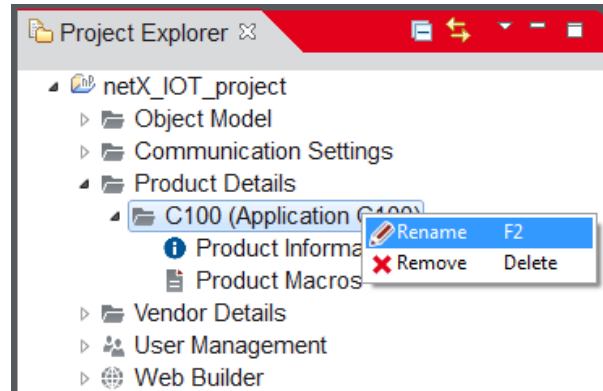 Project Explorer
netX_IOT_project
Object Model
Communication Settings
Product Details
C100 (Application C100)
Rename F2
Product Informa
Remove Delete
Product Macros
Vendor Details
User Management
Web Builder